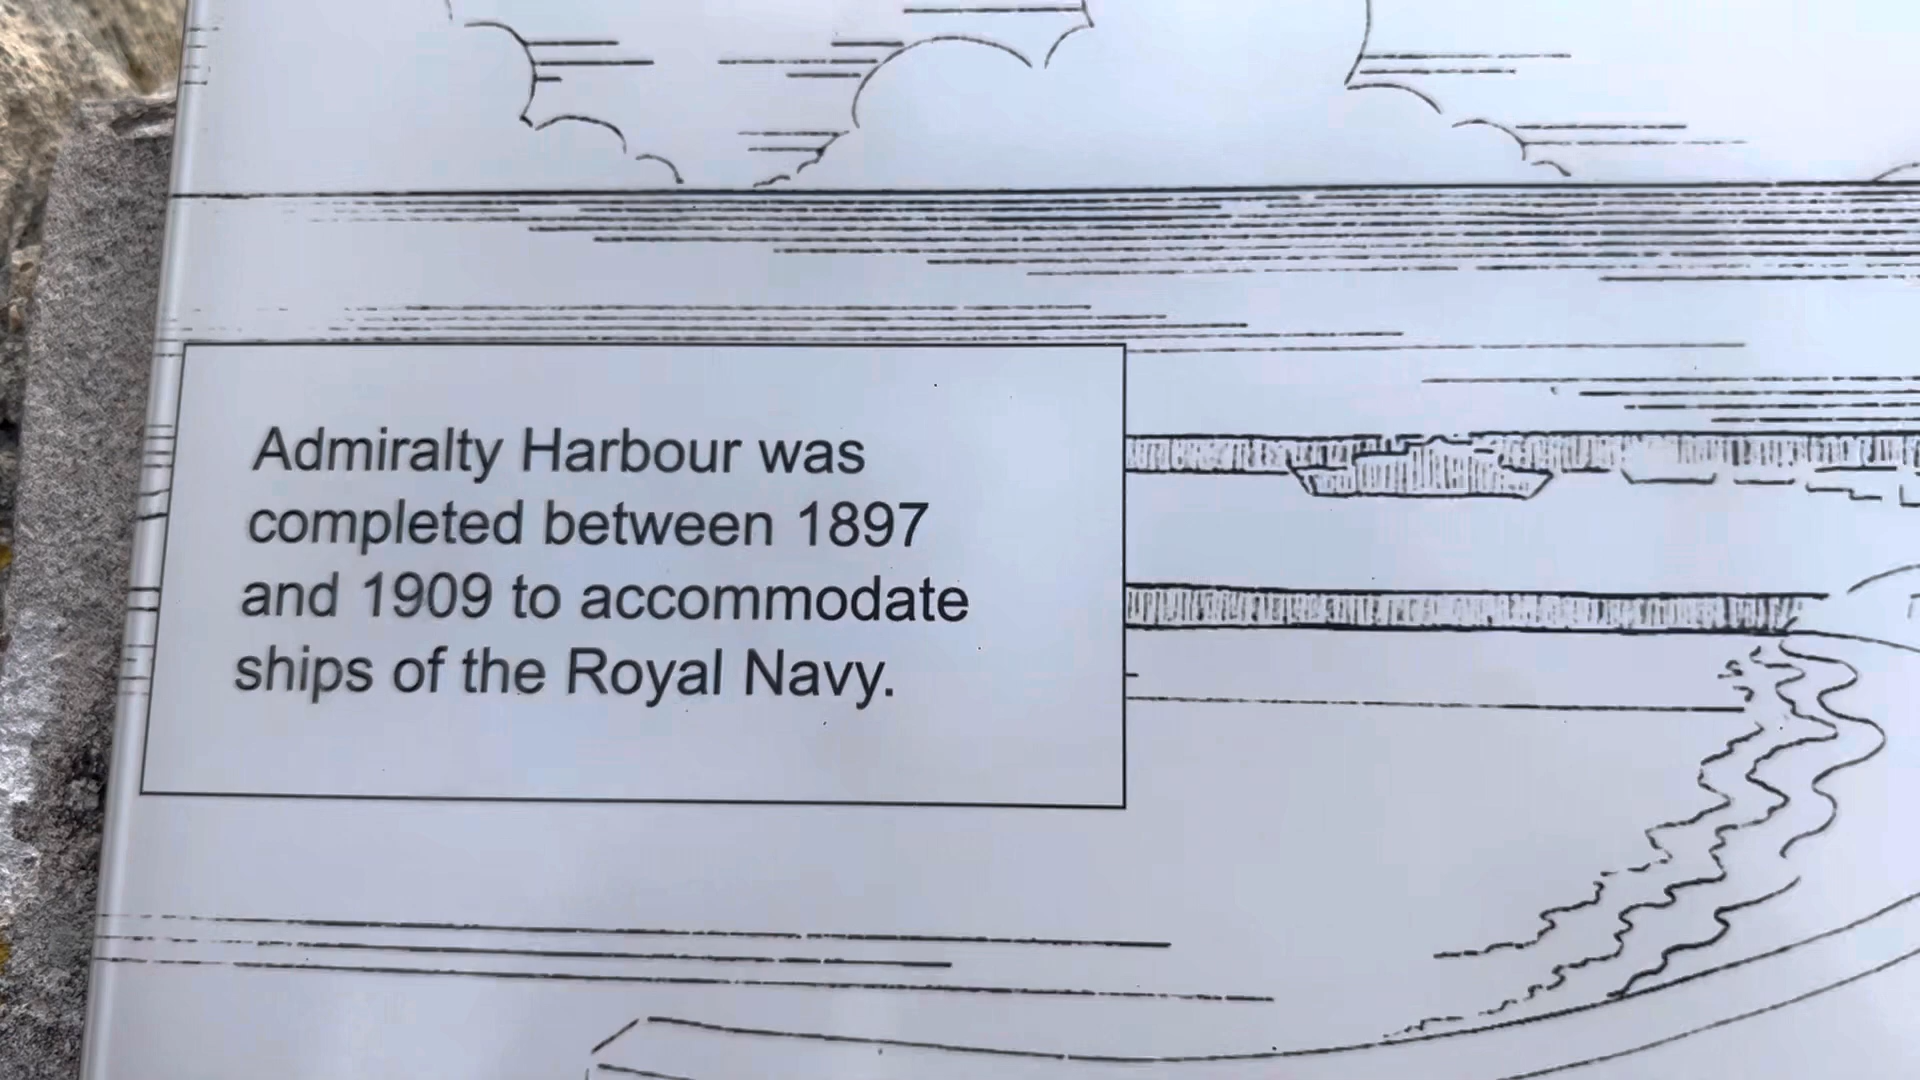 Admiralty Harbour was
completed between 1897
and 1909 to accommodate
ships of the Royal Navy.